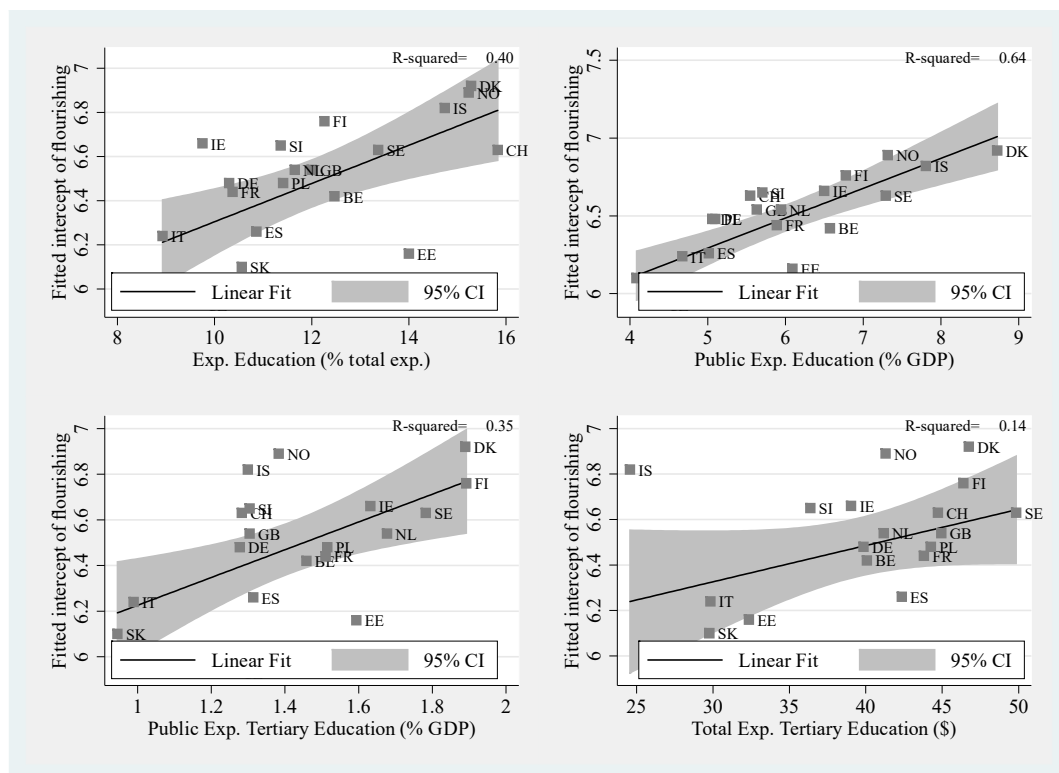 R-squared= 0.40
Fitted intercept of flourishing
7
6.8
6.6
6.4
6.2
6
DK
NO
IS
FI
IE
SI
SE
CH
NL
GB
DE
PL
FR
BE
IT
ES
EE
SK
Linear Fit
95% CI
8 10 12 14 16
Exp. Education (% total exp.)
R-squared= 0.64
Fitted intercept of flourishing
7.5
7
6.5
6
NO
DK
IS
FI
SI
CH
IE
SE
NL
DE
FR
BE
IT
ES
EE
Linear Fit
95% CI
4 5 6 7 8 9
Public Exp. Education (% GDP)
R-squared= 0.35
Fitted intercept of flourishing
7
6.8
6.6
6.4
6.2
6
DK
NO
IS
FI
SI
CH
IE
SE
GB
NL
DE
PL
FR
BE
IT
ES
EE
SK
Linear Fit
95% CI
1 1.2 1.4 1.6 1.8 2
Public Exp. Tertiary Education (% GDP)
R-squared= 0.14
Fitted intercept of flourishing
7
6.8
6.6
6.4
6.2
6
DK
NO
IS
FI
SI
IE
CH
SE
NL
GB
DE
PL
BE
FR
IT
ES
EE
SK
Linear Fit
95% CI
25 30 35 40 45 50
Total Exp. Tertiary Education ($)